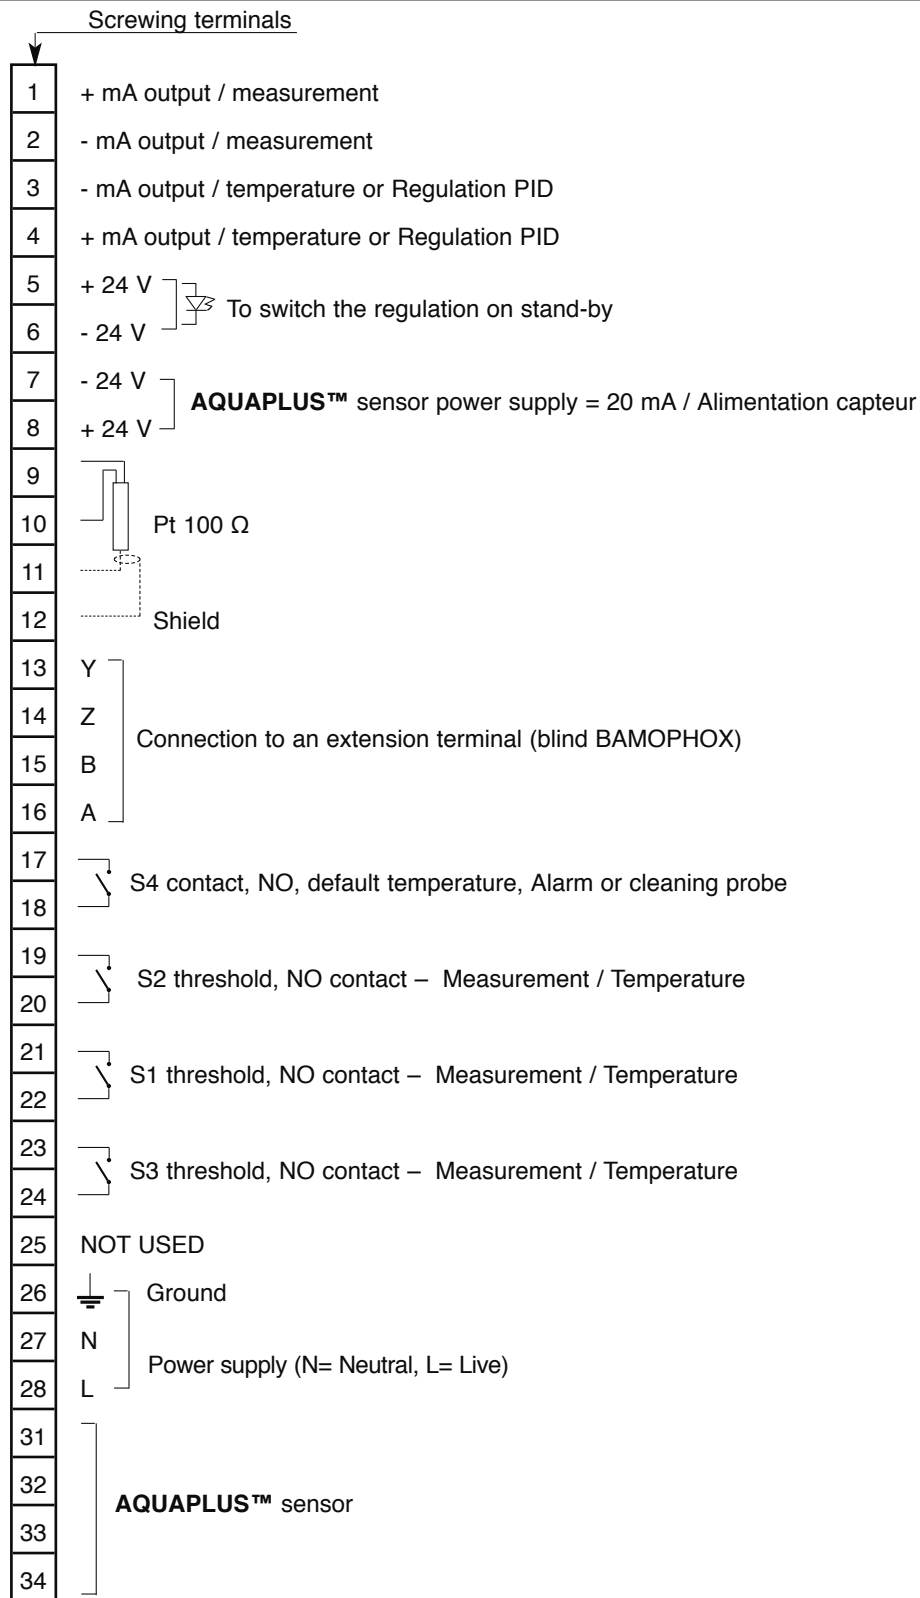 Screwing terminals
1 + mA output / measurement
2 - mA output / measurement
3 - mA output / temperature or Regulation PID
4 + mA output / temperature or Regulation PID
5 + 24 V
To switch the regulation on stand-by
6 - 24 V
7 - 24 V
AQUAPLUS™ sensor power supply = 20 mA / Alimentation capteur
8 + 24 V
9
10 Pt 100 Ω
11
12 Shield
13 Y
14 Z
Connection to an extension terminal (blind BAMOPHOX)
15 B
16 A
17
S4 contact, NO, default temperature, Alarm or cleaning probe
18
19
S2 threshold, NO contact – Measurement / Temperature
20
21
S1 threshold, NO contact – Measurement / Temperature
22
23
S3 threshold, NO contact – Measurement / Temperature
24
25 NOT USED
26 Ground
27 N
Power supply (N= Neutral, L= Live)
28 L
31
32
AQUAPLUS™ sensor
33
34